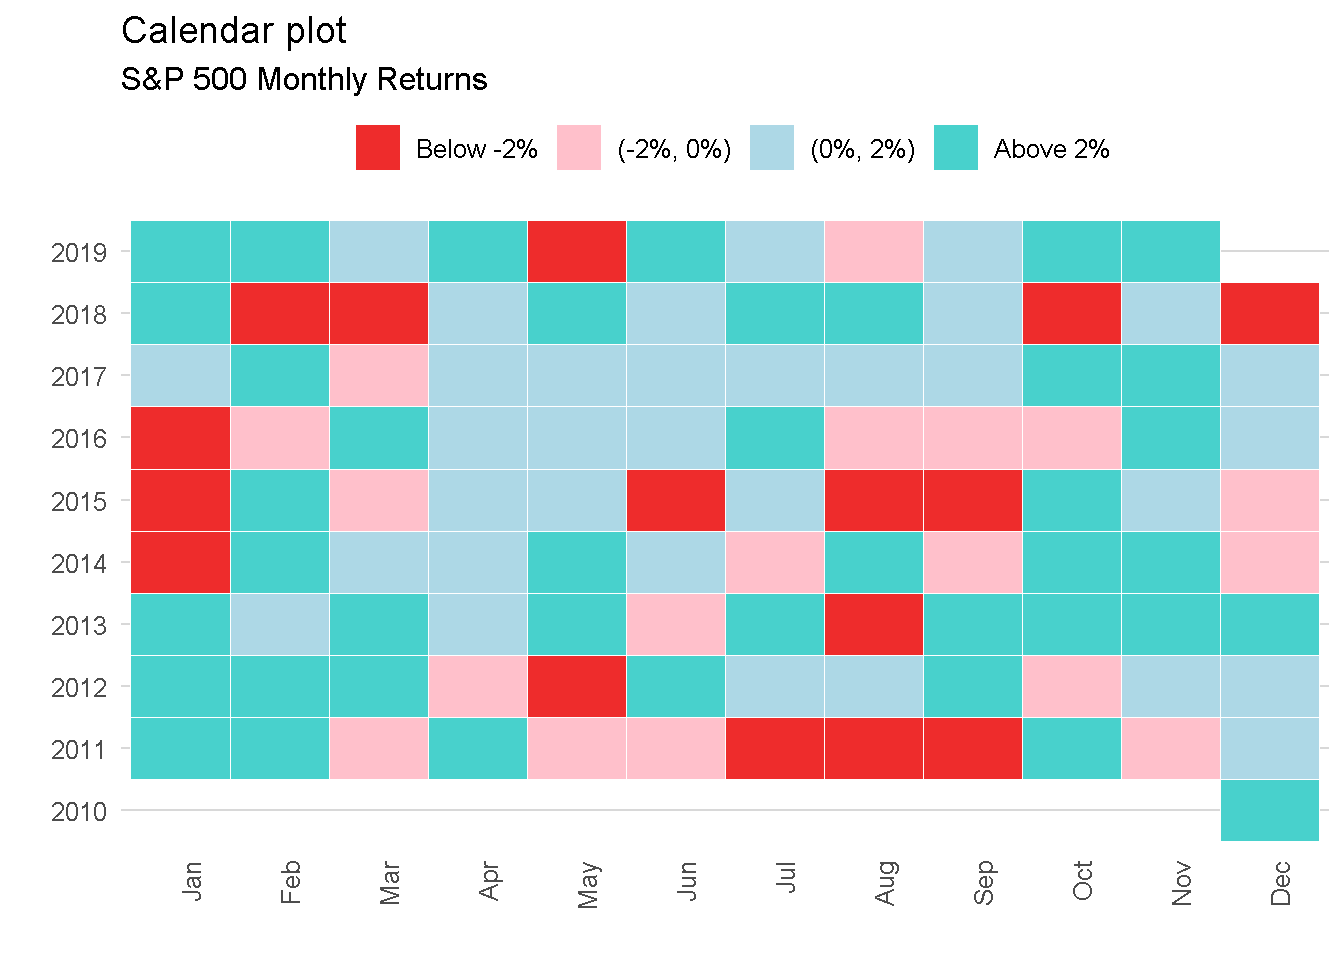 Calendar plot
S&P 500 Monthly Returns
Below -2% (-2%, 0%) (0%, 2%) Above 2%
2019
2018
2017
2016
2015
2014
2013
2012
2011
2010
Jan Feb Mar Apr May Jun Jul Aug Sep Oct Nov Dec